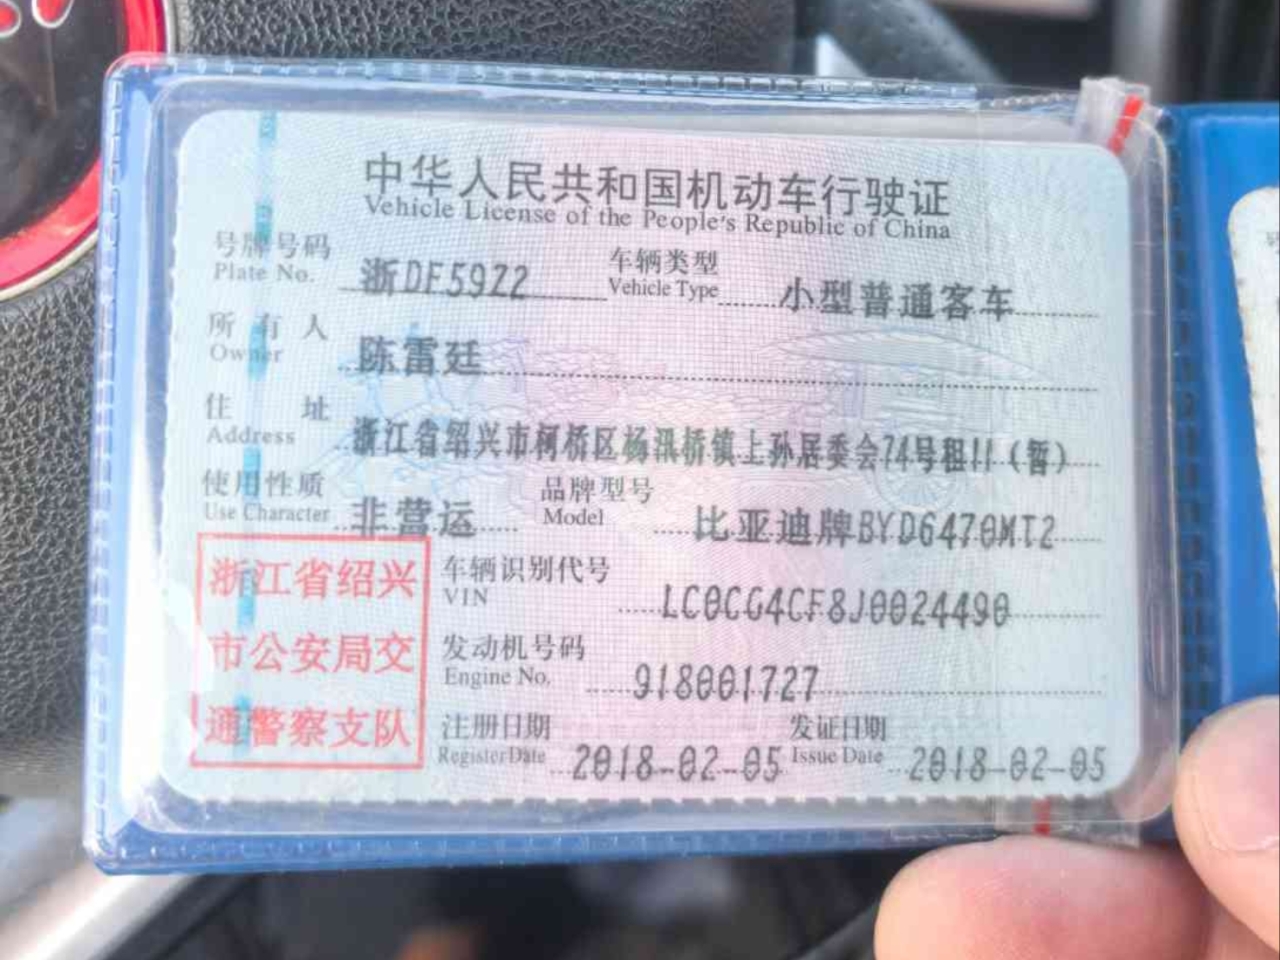 中华人民共和国机动车行驶证
Vehicle License of the People's Republic of China
号牌号码 浙DF59Z2 车辆类型 小型普通客车
Plate No. Vehicle Type
所有人 陈雷廷
Owner
住址 浙江省绍兴市柯桥区杨汛桥镇上孙居委会74号租11(暂)
Address
使用性质 非营运 品牌型号 比亚迪牌BYD6470MT2
Use Character Model
浙江省绍兴
市公安局交
通警察支队
车辆识别代号 LC0CG4CF8J0024490
VIN
发动机号码 918001727
Engine No.
注册日期 2018-02-05 发证日期 2018-02-05
Register Date Issue Date